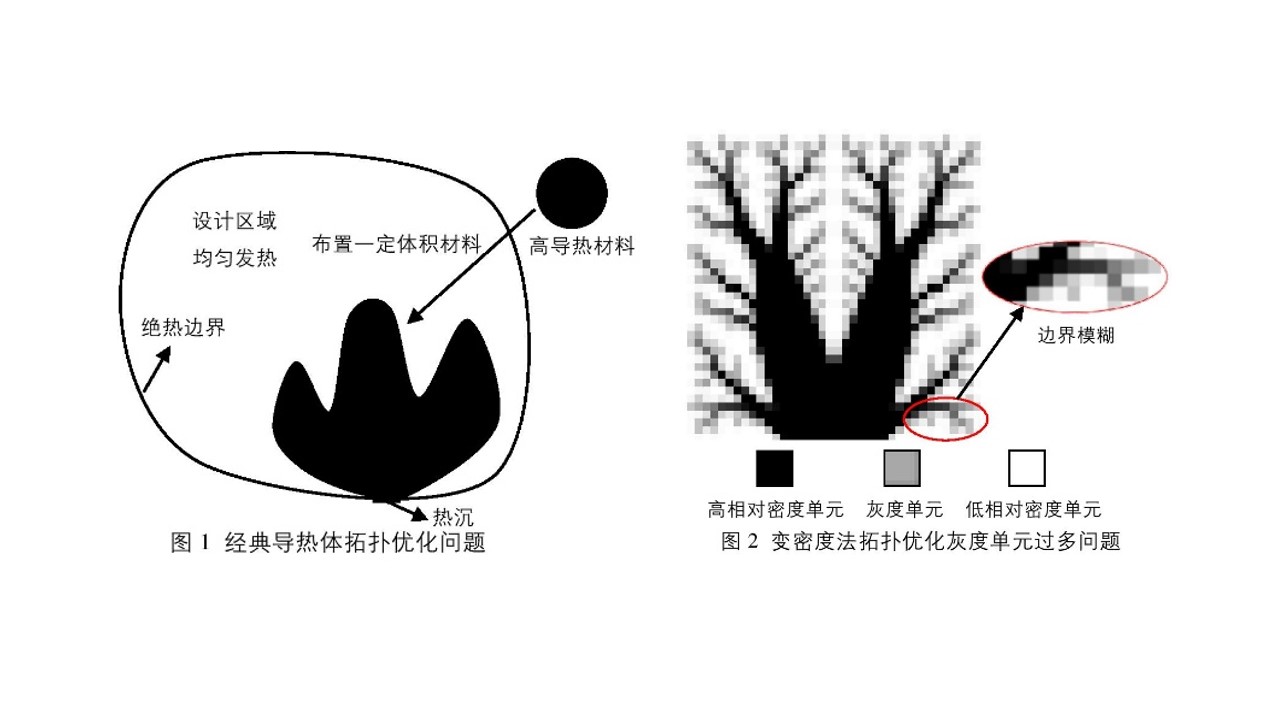 设计区域
均匀发热
布置一定体积材料
高导热材料
绝热边界
热沉
图 1 经典导热体拓扑优化问题
边界模糊
高相对密度单元
灰度单元
低相对密度单元
图 2 变密度法拓扑优化灰度单元过多问题